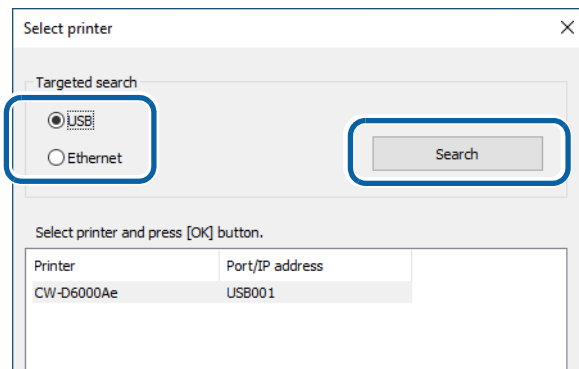 Select printer
Targeted search
USB
Ethernet
Search
Select printer and press [OK] button.
Printer Port/IP address
CW-D6000Ae USB001